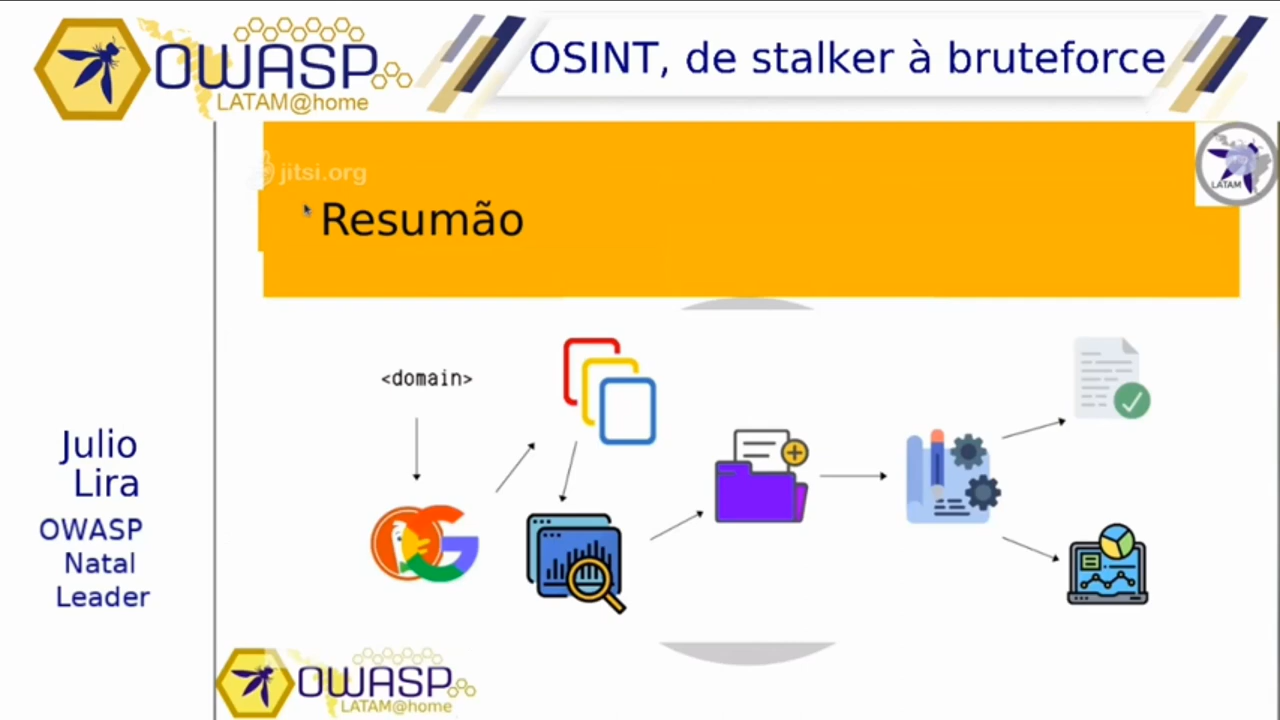 OWASP
LATAM@home
OSINT, de stalker à bruteforce
jitsi.org
LATAM
Resumão
<domain>
Julio
Lira
OWASP
Natal
Leader
OWASP
LATAM@home